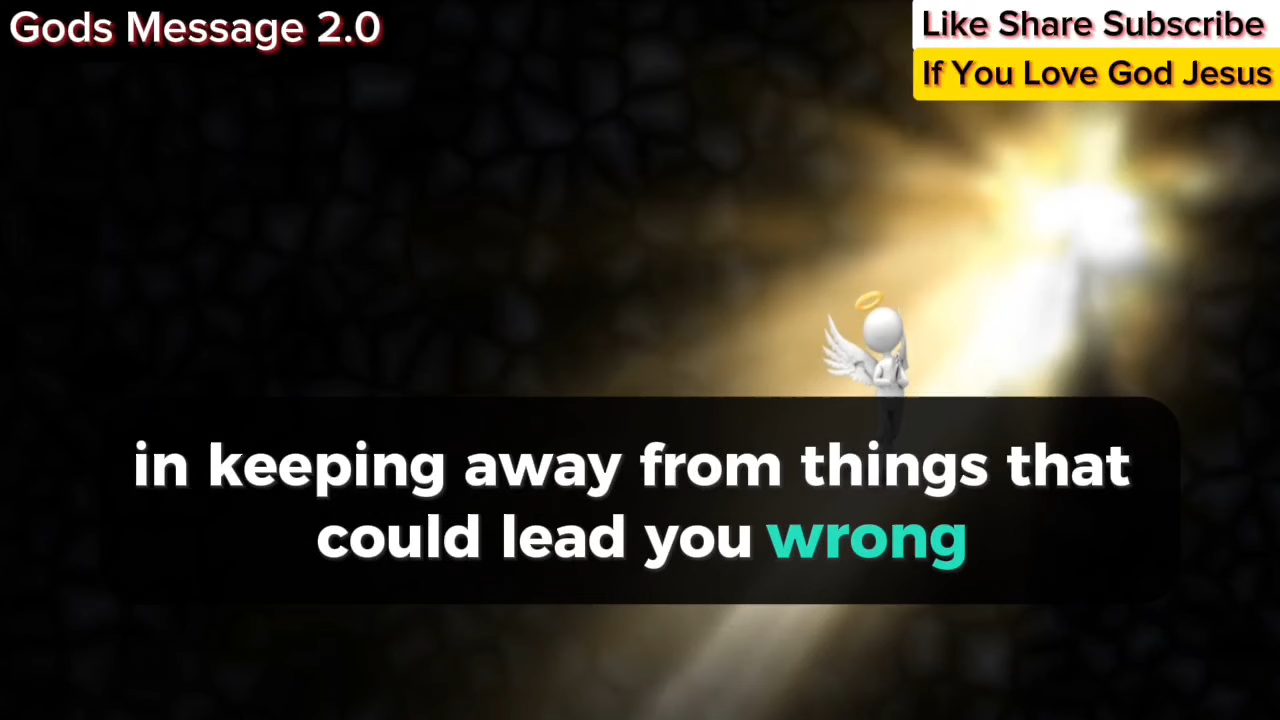 Gods Message 2.0
Like Share Subscribe
If You Love God Jesus
in keeping away from things that
could lead you wrong